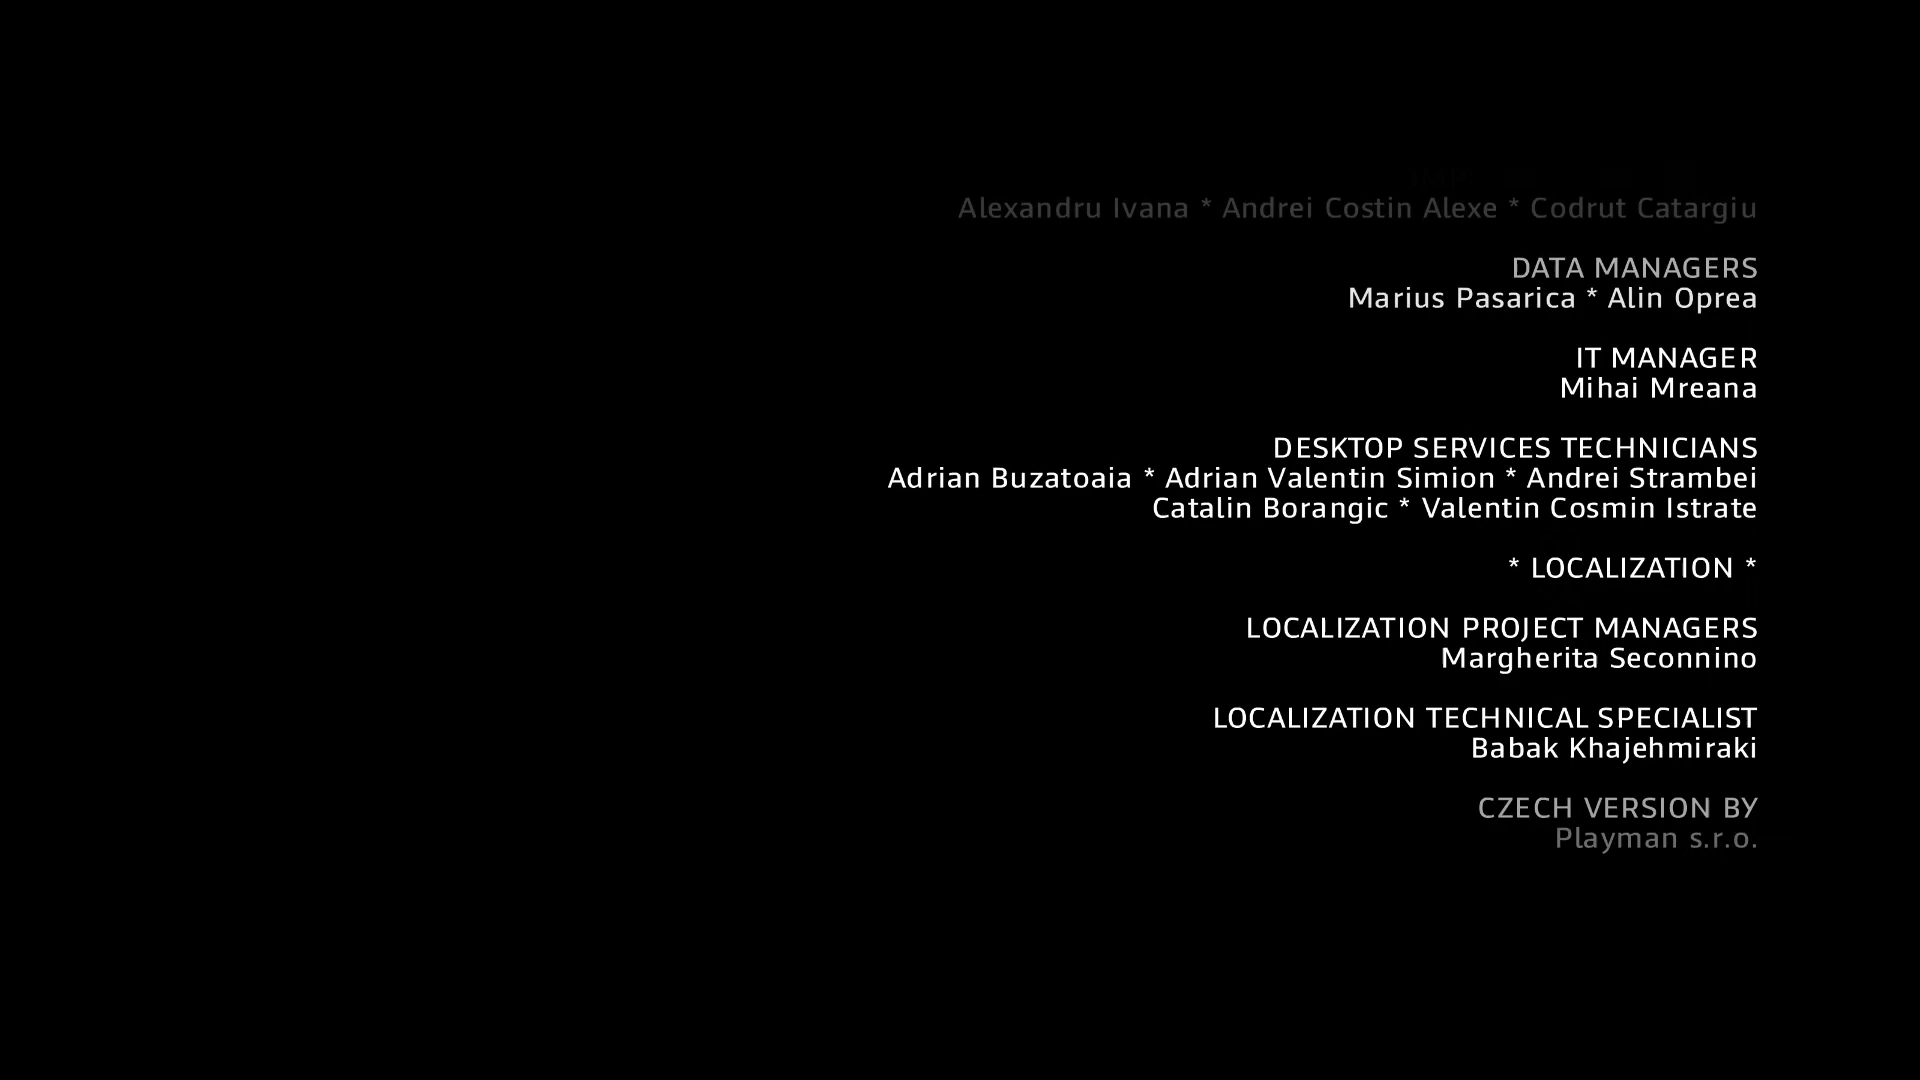 Alexandru Ivana * Andrei Costin Alexe * Codrut Catargiu
DATA MANAGERS
Marius Pasarica * Alin Oprea
IT MANAGER
Mihai Mreana
DESKTOP SERVICES TECHNICIANS
Adrian Buzatoaia * Adrian Valentin Simion * Andrei Strambei
Catalin Borangic * Valentin Cosmin Istrate
* LOCALIZATION *
LOCALIZATION PROJECT MANAGERS
Margherita Seconnino
LOCALIZATION TECHNICAL SPECIALIST
Babak Khajehmiraki
CZECH VERSION BY
Playman s.r.o.